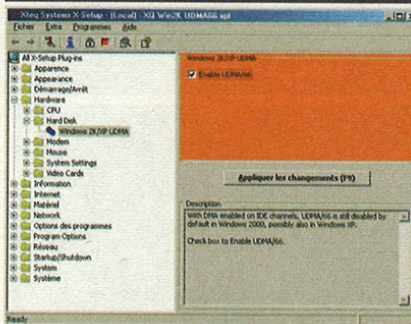 Xteq Systems X-Setup - [Local] - XQ Win2K UDMA66.xpl
Fichier Extra Programmes Aide
All X-Setup Plug-ins
Apparence
Appearance
Démarrage/Arrêt
Hardware
CPU
Hard Disk
Windows 2K/XP UDMA
Modem
Mouse
System Settings
Video Cards
Information
Internet
Matériel
Network
Options des programmes
Program Options
Réseau
Startup/Shutdown
System
Système
Windows 2K/XP UDMA
Enable UDMA/66
Appliquer les changements (F9)
Description
With DMA enabled on IDE channels, UDMA/66 is still disabled by
default in Windows 2000, possibly also in Windows XP.
Check box to Enable UDMA/66.
Ready